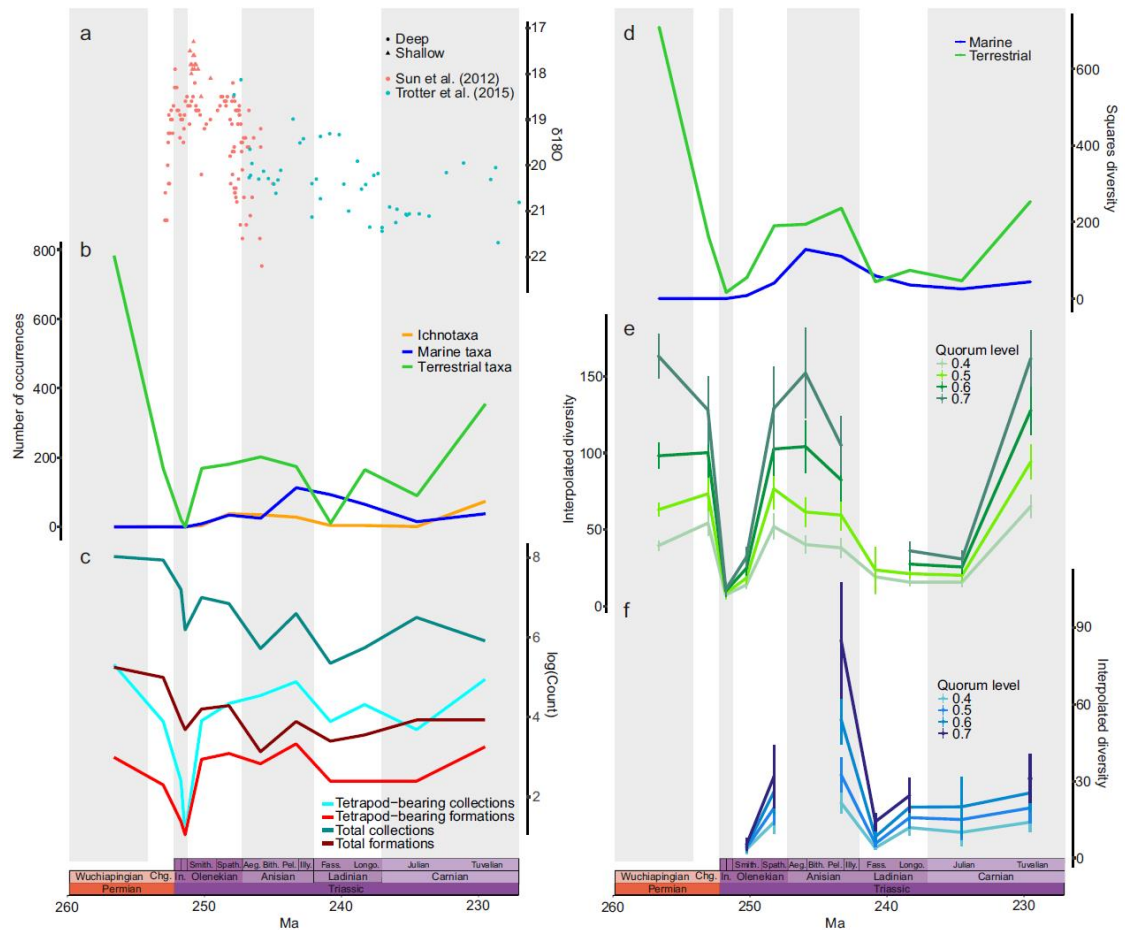 a
Deep
Shallow
Sun et al. (2012)
Trotter et al. (2015)
17
18
19
20
21
22
δ18O
b
800
600
400
200
0
Number of occurrences
Ichnotaxa
Marine taxa
Terrestrial taxa
c
8
6
4
2
log(Count)
Tetrapod-bearing collections
Tetrapod-bearing formations
Total collections
Total formations
Smith. Spath. Aeg. Bith. Pel. Illy. Fass. Longo. Julian Tuvalian
Wuchiapingian Chg. In. Olenekian Anisian Ladinian Carnian
Permian Triassic
260 250 240 230
Ma
d
Marine
Terrestrial
600
400
200
0
Squares diversity
e
150
100
50
0
Interpolated diversity
Quorum level
0.4
0.5
0.6
0.7
f
90
60
30
0
Interpolated diversity
Quorum level
0.4
0.5
0.6
0.7
Smith. Spath. Aeg. Bith. Pel. Illy. Fass. Longo. Julian Tuvalian
Wuchiapingian Chg. In. Olenekian Anisian Ladinian Carnian
Permian Triassic
260 250 240 230
Ma